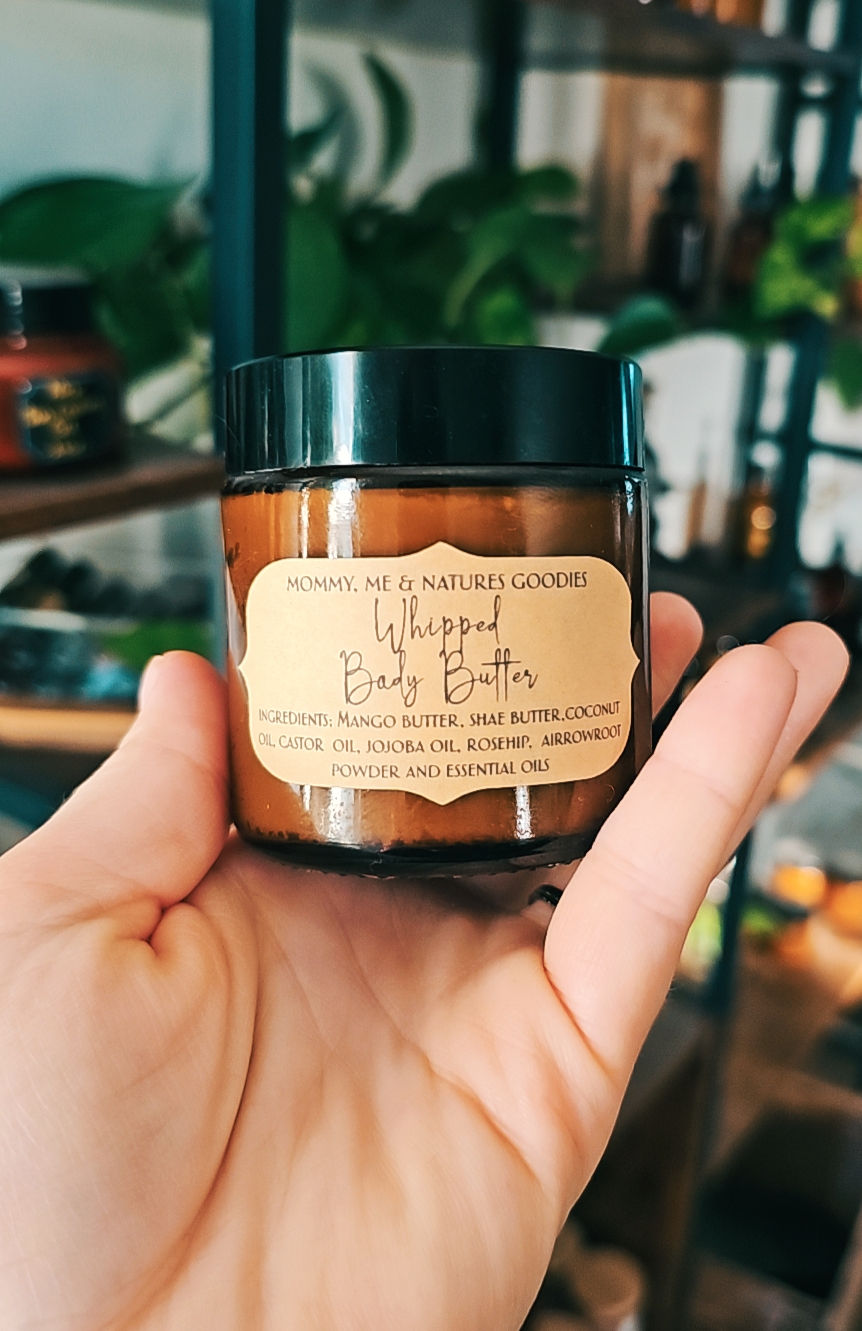 MOMMY, ME & NATURES GOODIES
Whipped
Body Butter
INGREDIENTS: MANGO BUTTER, SHAE BUTTER,COCONUT
OIL, CASTOR OIL, JOJOBA OIL, ROSEHIP, AIRROWROOT
POWDER AND ESSENTIAL OILS